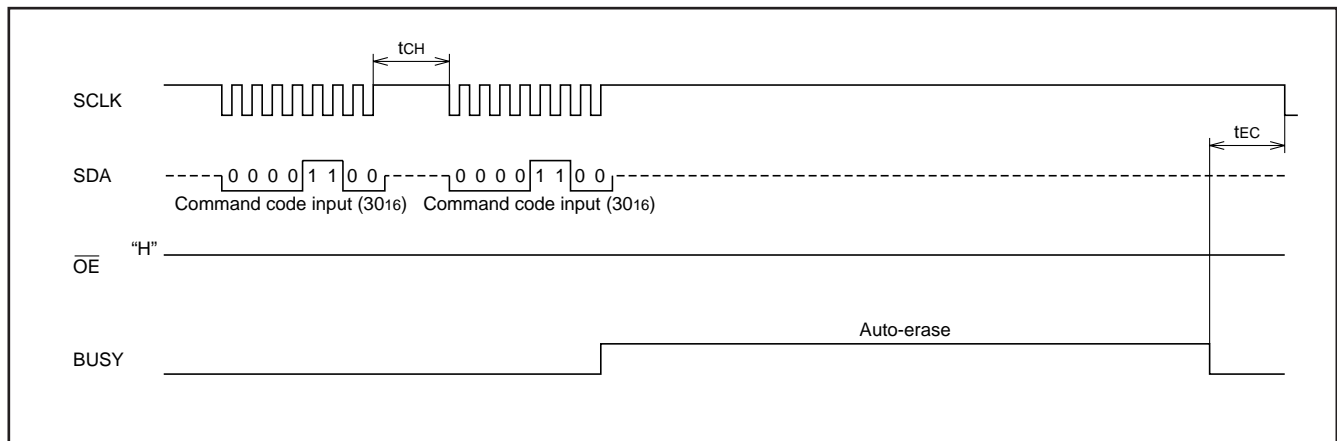 tCH
SCLK
tEC
SDA
0 0 0 0 1 1 0 0 0 0 0 0 1 1 0 0
Command code input (3016) Command code input (3016)
“H”
OE
Auto-erase
BUSY